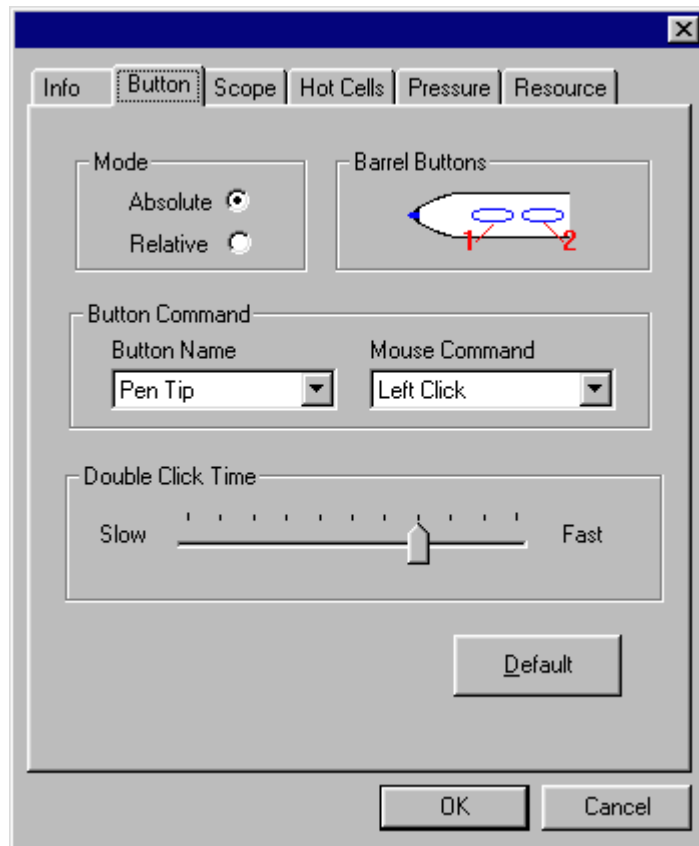 Info Button Scope Hot Cells Pressure Resource
Mode
Absolute
Relative
Barrel Buttons
1 2
Button Command
Button Name Mouse Command
Pen Tip Left Click
Double Click Time
Slow Fast
Default
OK Cancel